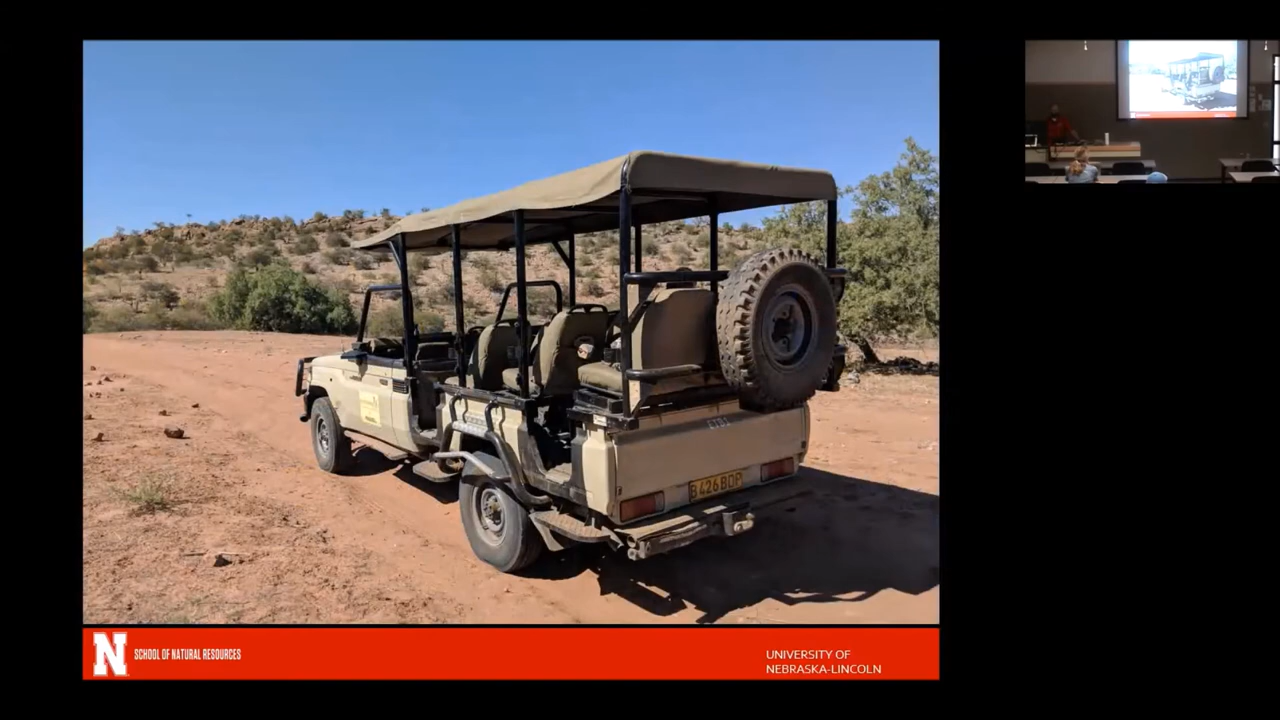 B 426 BDP
N
SCHOOL OF NATURAL RESOURCES
UNIVERSITY OF
NEBRASKA-LINCOLN